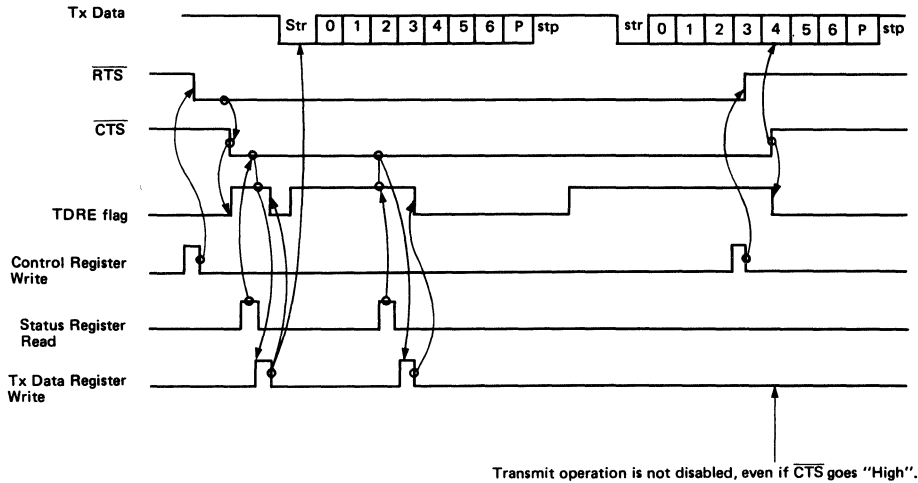 Tx Data
Str 0 1 2 3 4 5 6 P stp
str 0 1 2 3 4 5 6 P stp
RTS
CTS
TDRE flag
Control Register
Write
Status Register
Read
Tx Data Register
Write
Transmit operation is not disabled, even if CTS goes "High".